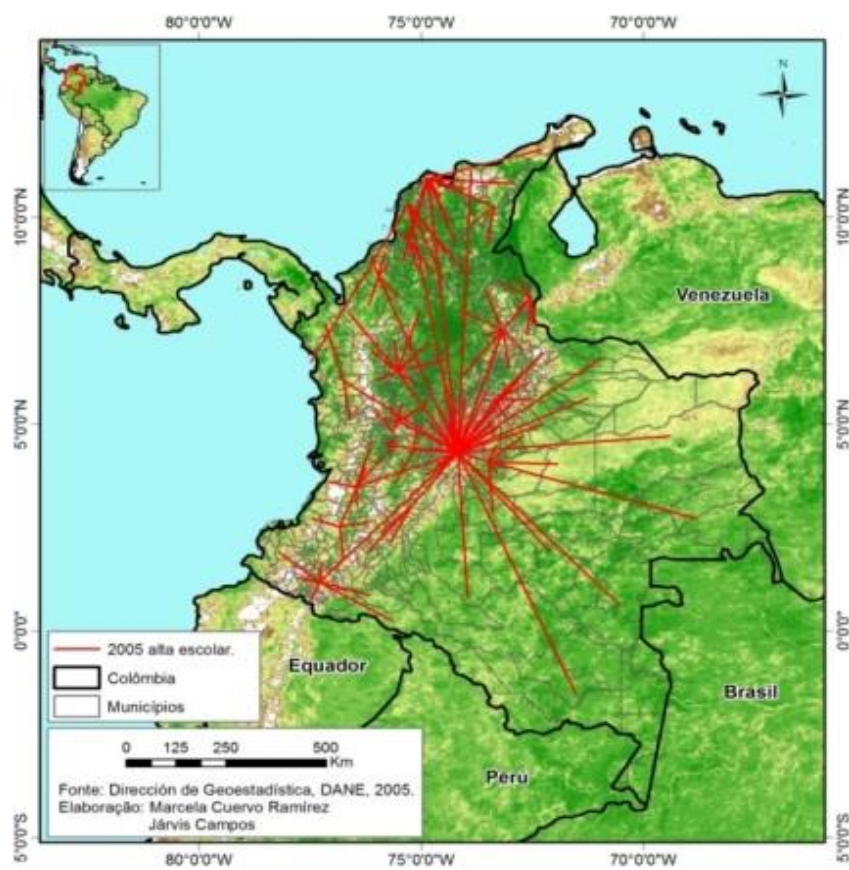 80°0'0"W 75°0'0"W 70°0'0"W
N
10°0'0"N 10°0'0"N
Venezuela
5°0'0"N 5°0'0"N
2005 alta escolar.
Colômbia
Municípios
Equador
0°0'0" 0°0'0"
Brasil
0 125 250 500
Km
Perú
Fonte: Dirección de Geoestadística, DANE, 2005.
Elaboração: Marcela Cuervo Ramírez
Járvis Campos
5°0'0"S 5°0'0"S
80°0'0"W 75°0'0"W 70°0'0"W